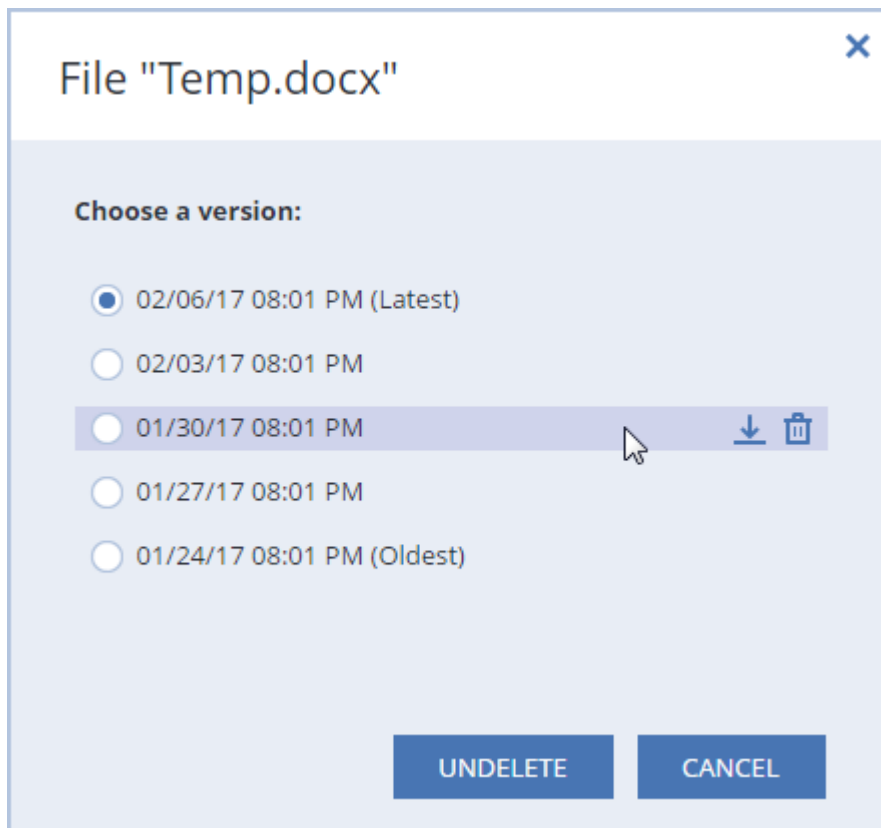 File "Temp.docx"
Choose a version:
02/06/17 08:01 PM (Latest)
02/03/17 08:01 PM
01/30/17 08:01 PM
01/27/17 08:01 PM
01/24/17 08:01 PM (Oldest)
UNDELETE CANCEL